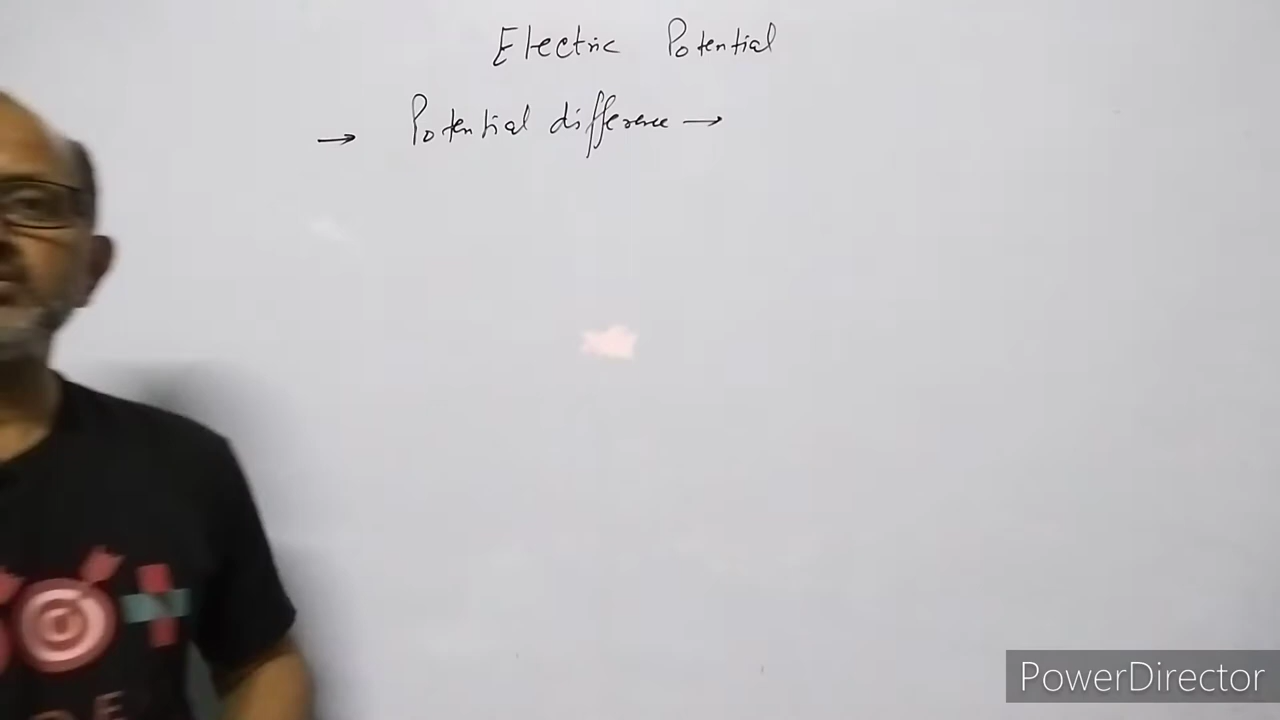 Electric Potential
→ Potential difference →
PowerDirector